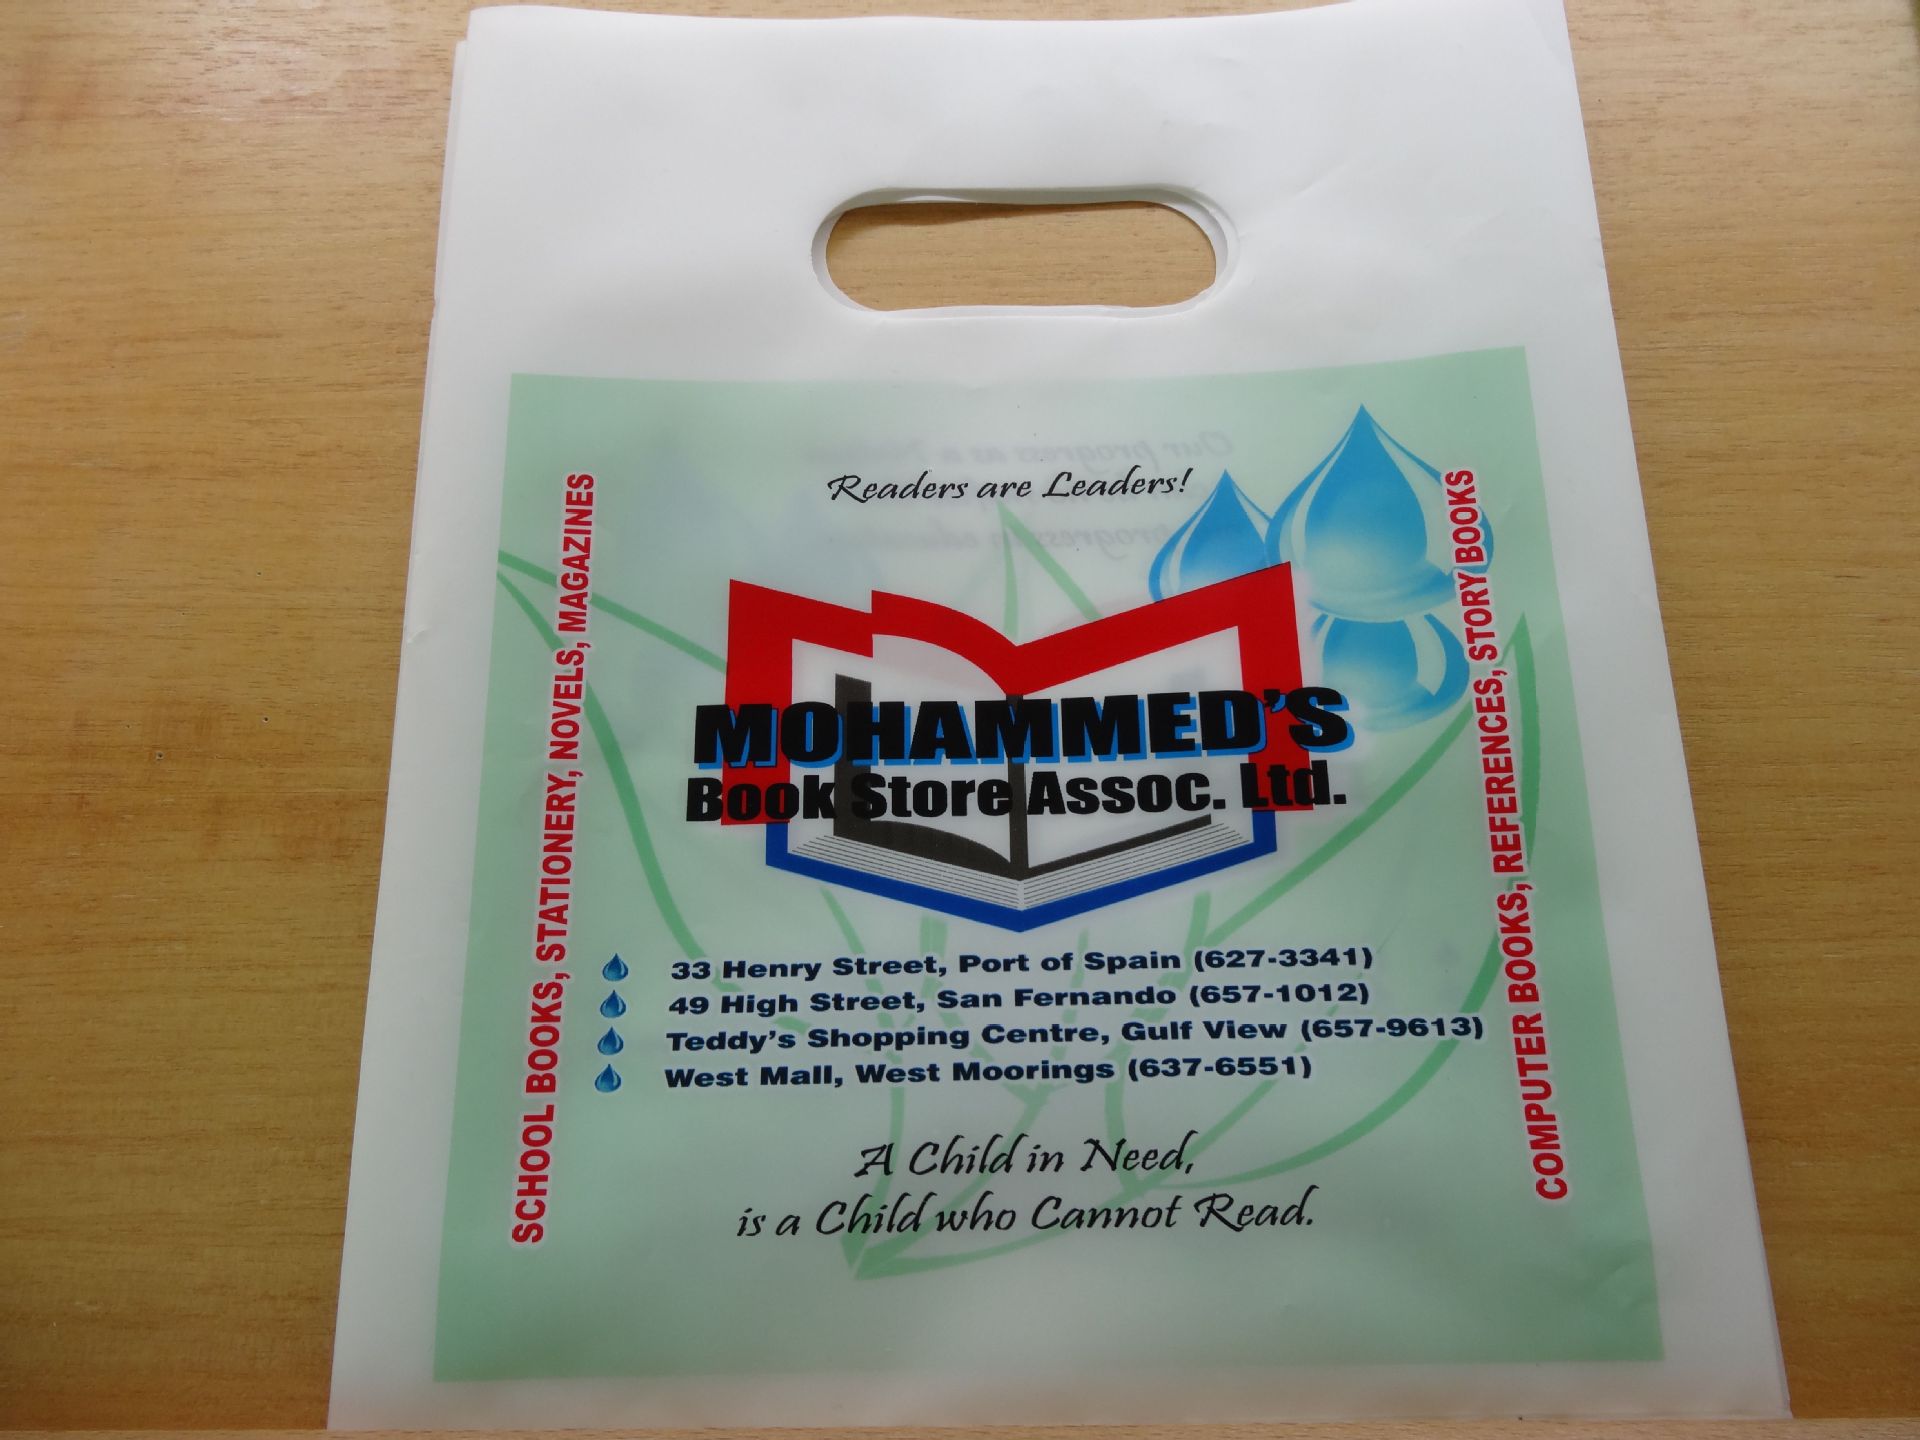 Readers are Leaders!
SCHOOL BOOKS, STATIONERY, NOVELS, MAGAZINES
COMPUTER BOOKS, REFERENCES, STORY BOOKS
MOHAMMED'S
Book Store Assoc. Ltd.
33 Henry Street, Port of Spain (627-3341)
49 High Street, San Fernando (657-1012)
Teddy's Shopping Centre, Gulf View (657-9613)
West Mall, West Moorings (637-6551)
A Child in Need,
is a Child who Cannot Read.